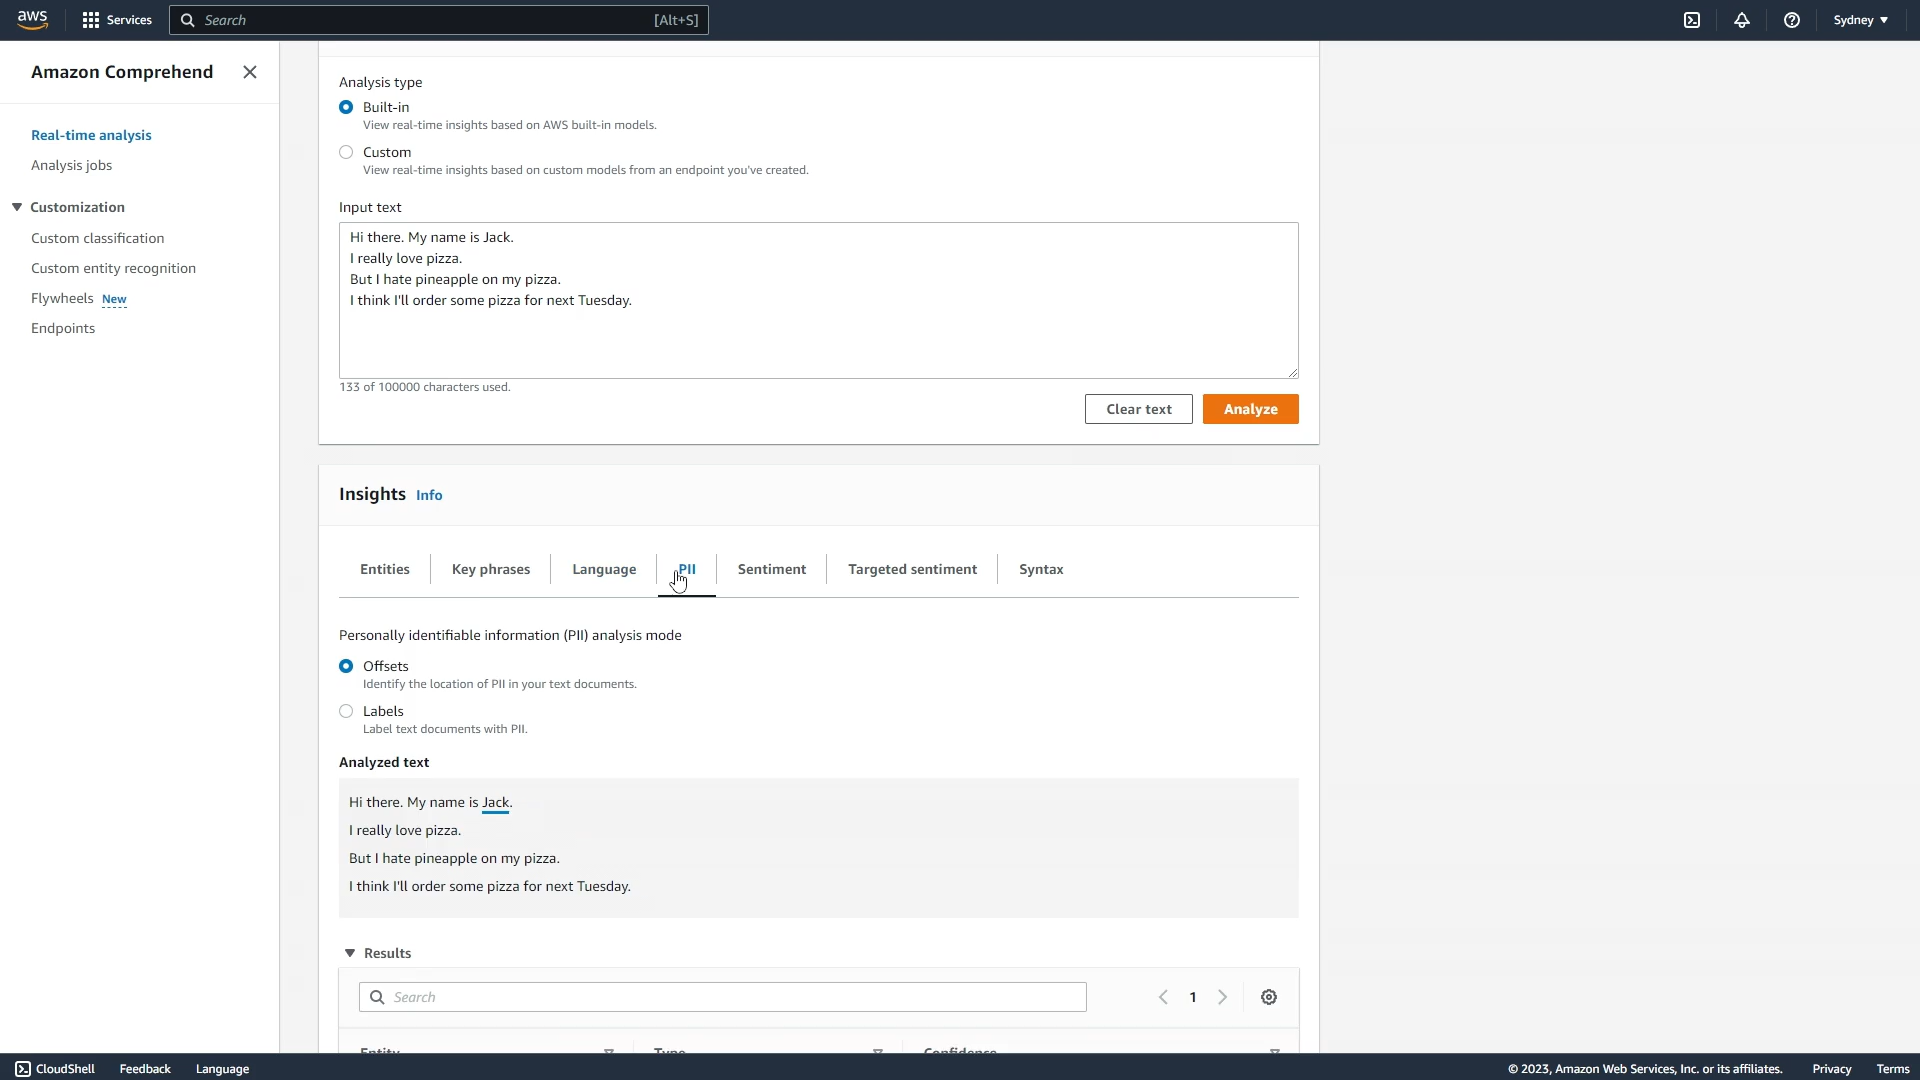 aws
Services
Search
[Alt+S]
Sydney
Amazon Comprehend
Real-time analysis
Analysis jobs
Customization
Custom classification
Custom entity recognition
Flywheels New
Endpoints
Analysis type
Built-in
View real-time insights based on AWS built-in models.
Custom
View real-time insights based on custom models from an endpoint you've created.
Input text
Hi there. My name is Jack.
I really love pizza.
But I hate pineapple on my pizza.
I think I'll order some pizza for next Tuesday.
133 of 100000 characters used.
Clear text
Analyze
Insights Info
Entities
Key phrases
Language
PII
Sentiment
Targeted sentiment
Syntax
Personally identifiable information (PII) analysis mode
Offsets
Identify the location of PII in your text documents.
Labels
Label text documents with PII.
Analyzed text
Hi there. My name is Jack.
I really love pizza.
But I hate pineapple on my pizza.
I think I'll order some pizza for next Tuesday.
Results
Search
1
Entity
Type
Confidence
CloudShell
Feedback
Language
© 2023, Amazon Web Services, Inc. or its affiliates.
Privacy
Terms